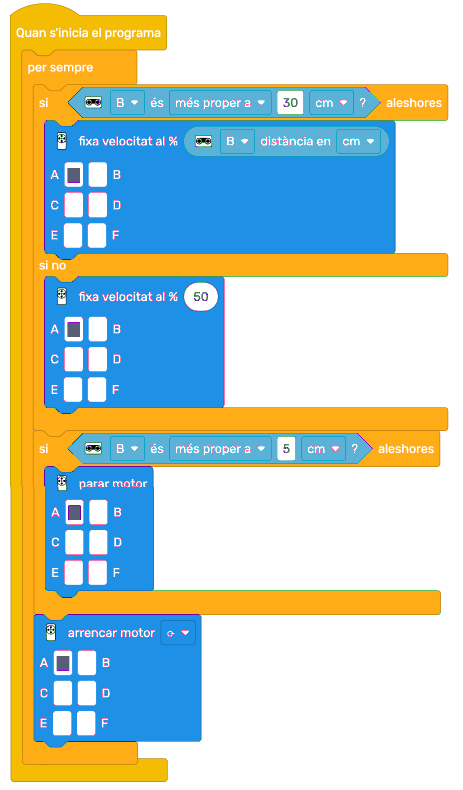 Quan s'inicia el programa
per sempre
si B és més proper a 30 cm ? aleshores
fixa velocitat al % B distància en cm
A B
C D
E F
si no
fixa velocitat al % 50
A B
C D
E F
si B és més proper a 5 cm ? aleshores
parar motor
A B
C D
E F
arrencar motor
A B
C D
E F